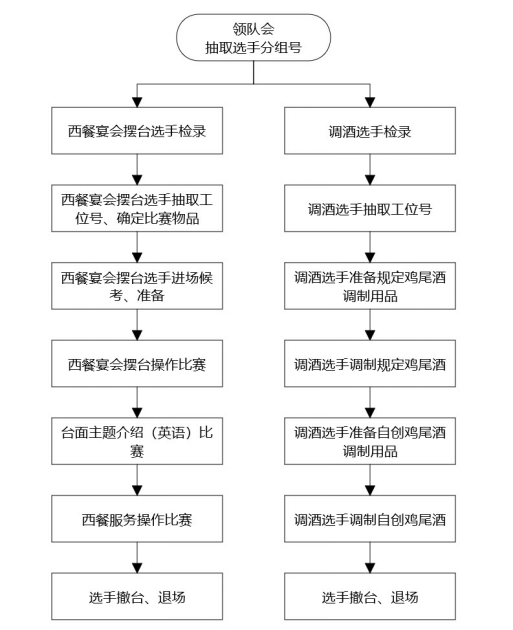 领队会
抽取选手分组号
西餐宴会摆台选手检录
西餐宴会摆台选手抽取工
位号、确定比赛物品
西餐宴会摆台选手进场候
考、准备
西餐宴会摆台操作比赛
台面主题介绍（英语）比
赛
西餐服务操作比赛
选手撤台、退场
调酒选手检录
调酒选手抽取工位号
调酒选手准备规定鸡尾酒
调制用品
调酒选手调制规定鸡尾酒
调酒选手准备自创鸡尾酒
调制用品
调酒选手调制自创鸡尾酒
选手撤台、退场